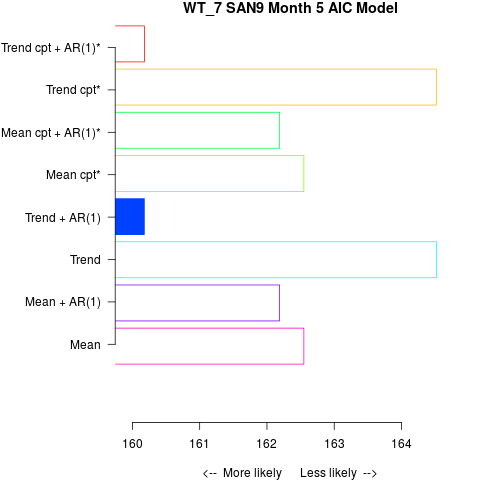 WT_7 SAN9 Month 5 AIC Model
Trend cpt + AR(1)*
Trend cpt*
Mean cpt + AR(1)*
Mean cpt*
Trend + AR(1)
Trend
Mean + AR(1)
Mean
160 161 162 163 164
<-- More likely Less likely -->